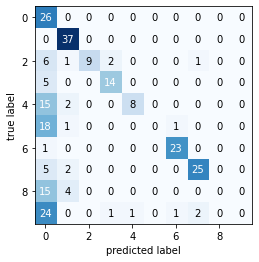 0 26 0 0 0 0 0 0 0 0 0
0 37 0 0 0 0 0 0 0 0
2 6 1 9 2 0 0 0 1 0 0
5 0 0 14 0 0 0 0 0 0
4 15 2 0 0 8 0 0 0 0 0
18 1 0 0 0 0 1 0 0 0
6 1 0 0 0 0 0 23 0 0 0
5 2 0 0 0 0 0 25 0 0
8 15 4 0 0 0 0 0 0 0 0
24 0 0 1 1 0 1 2 0 0
0 2 4 6 8
predicted label
true label